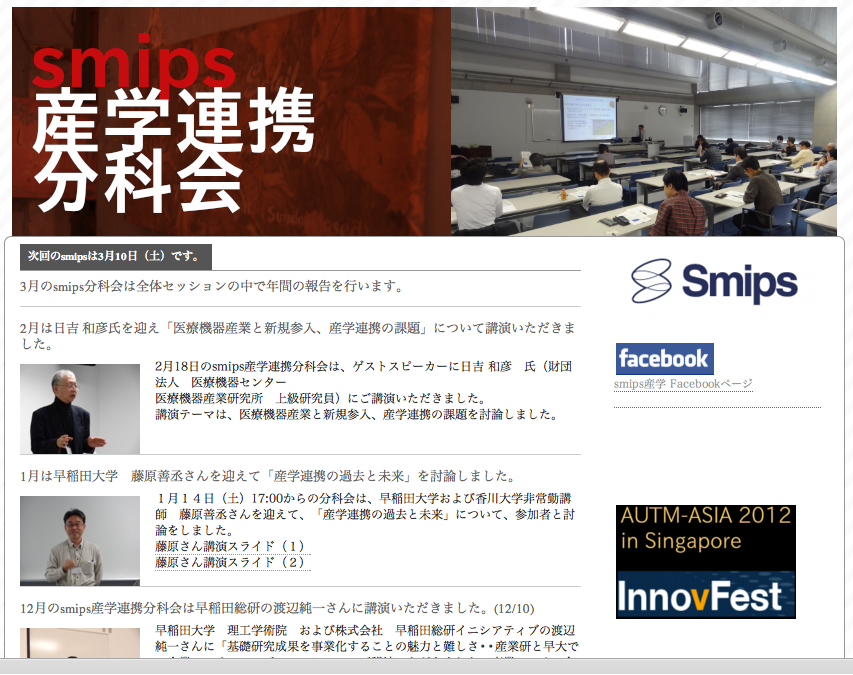 smips
産学連携
分科会
次回のsmipsは3月10日（土）です。
3月のsmips分科会は全体セッションの中で年間の報告を行います。
2月は日吉 和彦氏を迎え「医療機器産業と新規参入、産学連携の課題」について講演いただきま
した。
2月18日のsmips産学連携分科会は、ゲストスピーカーに日吉 和彦　氏（財団
法人　医療機器センター
医療機器産業研究所　上級研究員）にご講演いただきました。
講演テーマは、医療機器産業と新規参入、産学連携の課題を討論しました。
1月は早稲田大学　藤原善丞さんを迎えて「産学連携の過去と未来」を討論しました。
１月１４日（土）17:00からの分科会は、早稲田大学および香川大学非常勤講
師　藤原善丞さんを迎えて、「産学連携の過去と未来」について、参加者と討
論をしました。
藤原さん講演スライド（１）
藤原さん講演スライド（２）
12月のsmips産学連携分科会は早稲田総研の渡辺純一さんに講演いただきました。(12/10)
早稲田大学　理工学術院　および株式会社　早稲田総研イニシアティブの渡辺
純一さんに「基礎研究成果を事業化することの魅力と難しさ・・産業研と早大で
Smips
facebook
smips産学 Facebookページ
AUTM-ASIA 2012
in Singapore
InnovFest